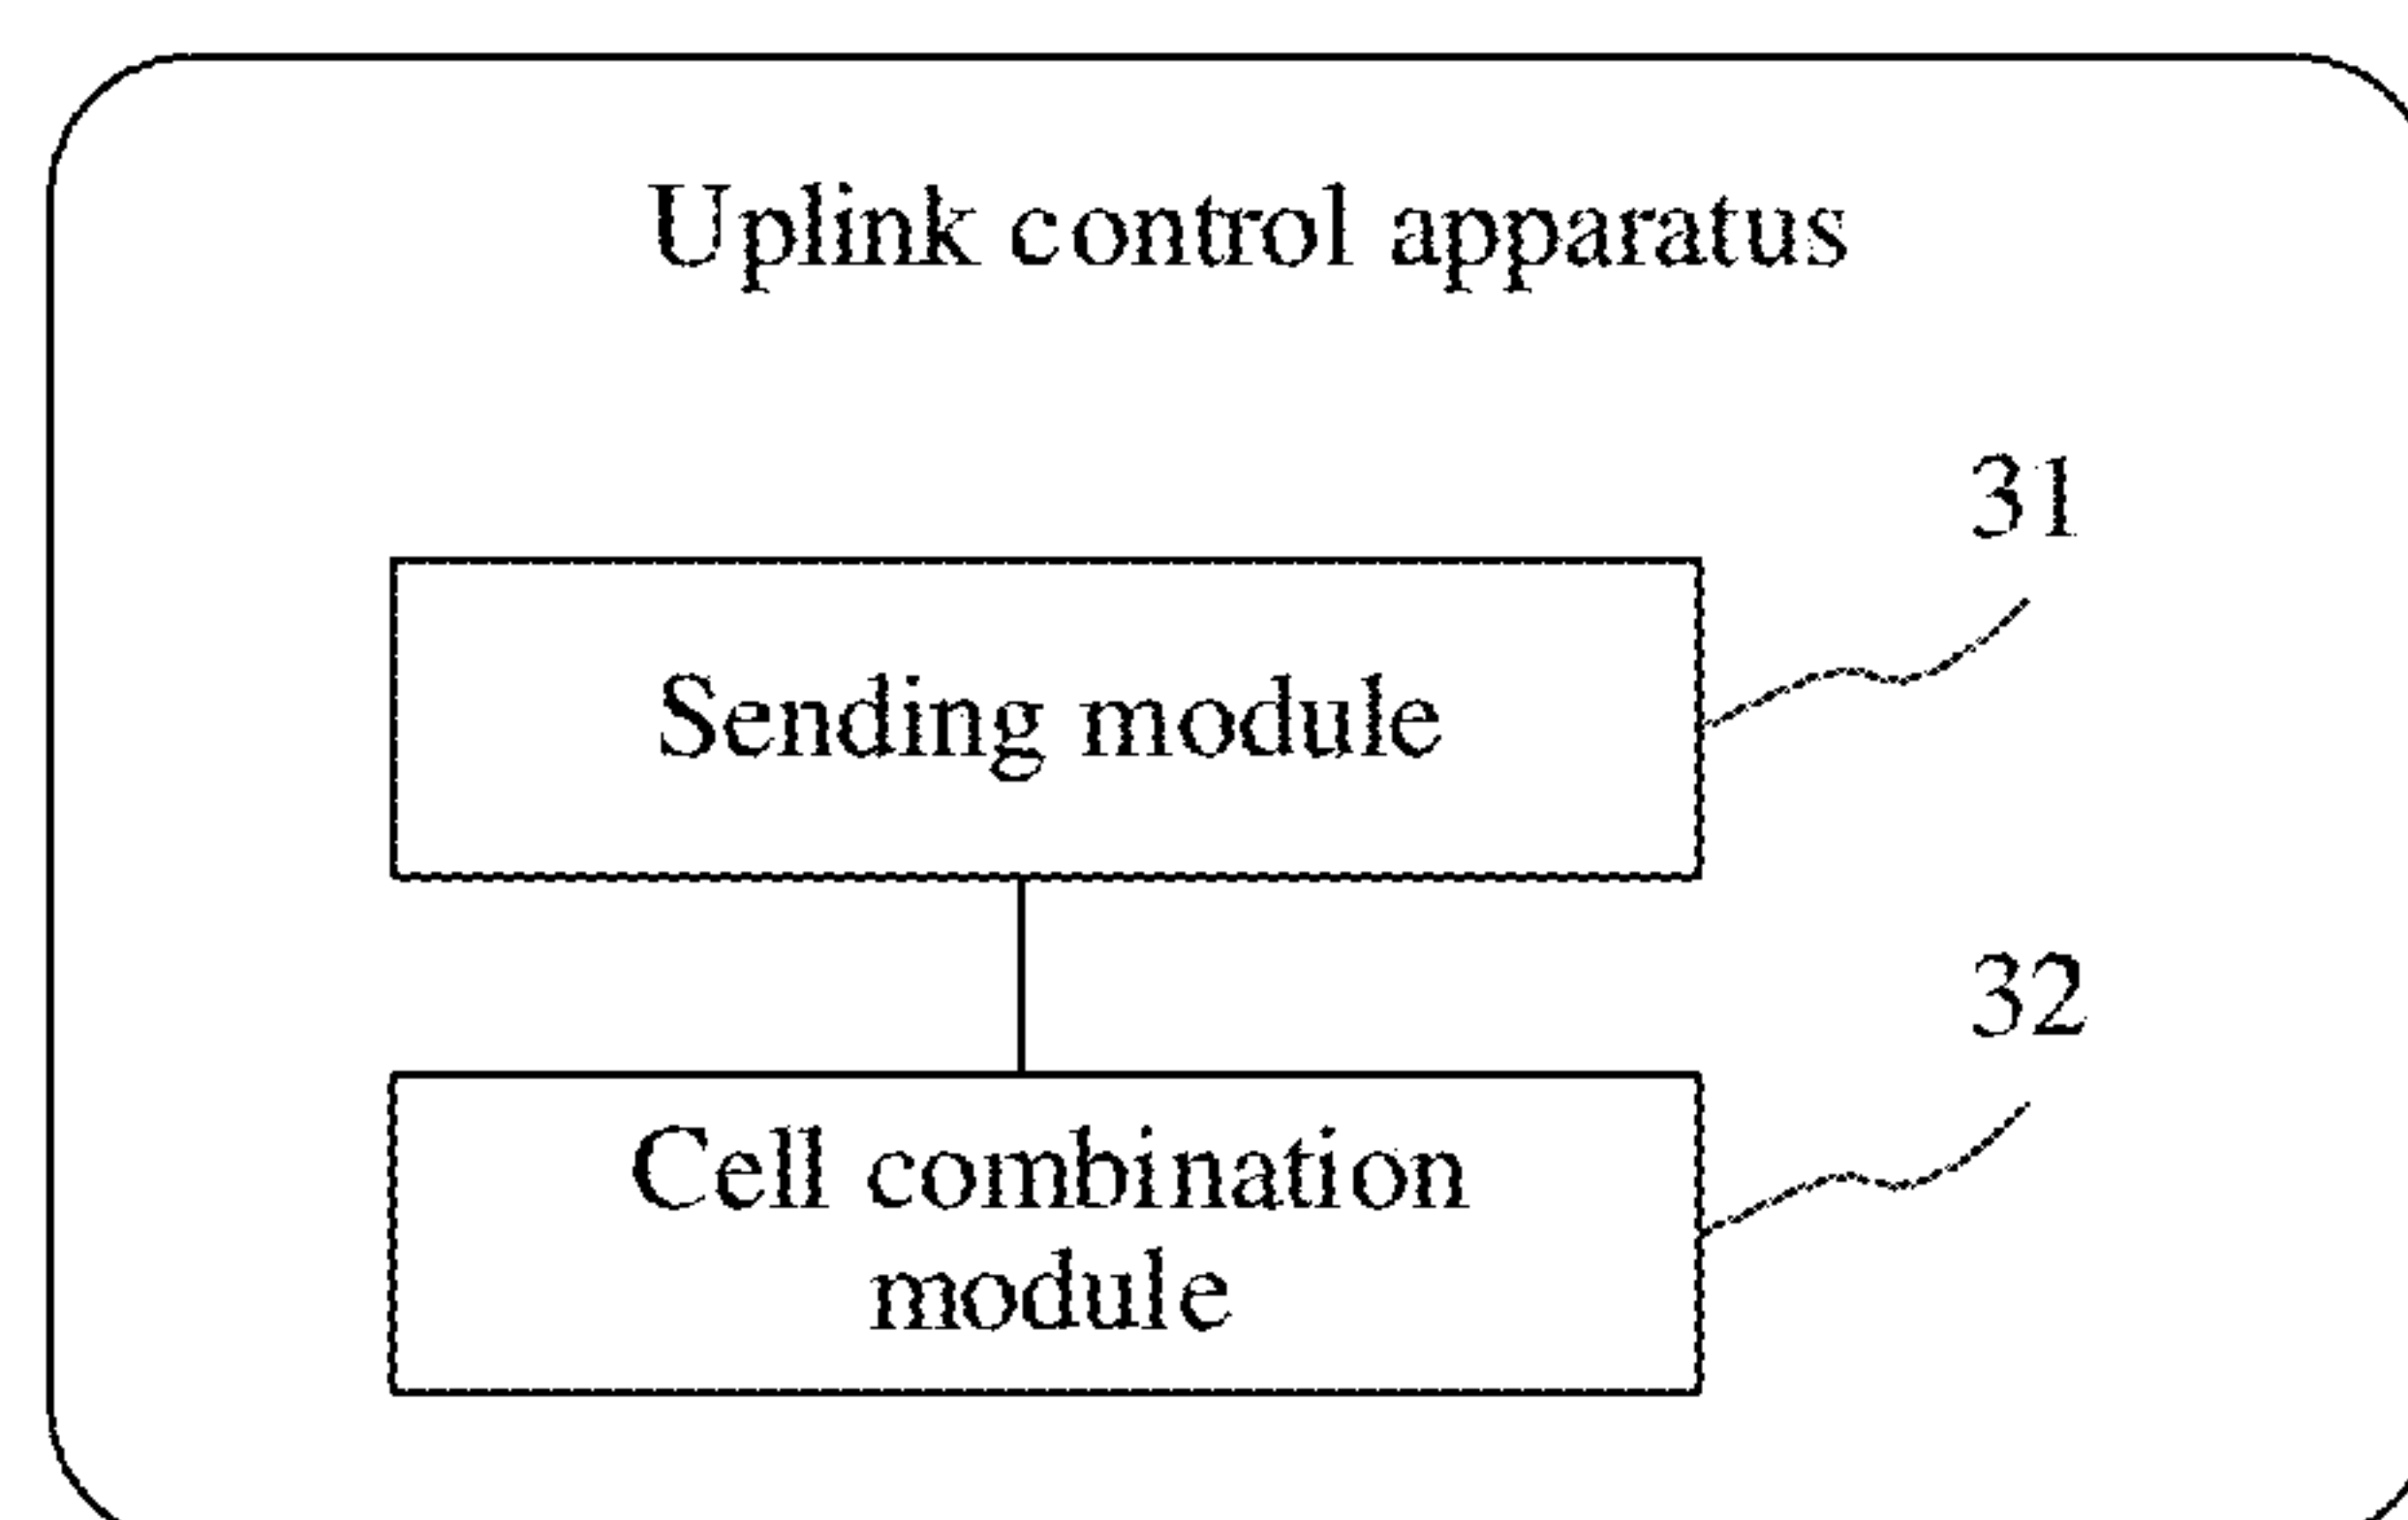 Uplink control apparatus
31
Sending module
32
Cell combination
module